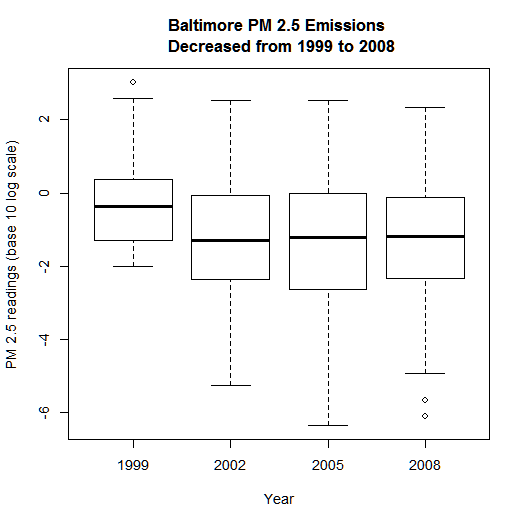 Baltimore PM 2.5 Emissions
Decreased from 1999 to 2008
PM 2.5 readings (base 10 log scale)
2
0
-2
-4
-6
1999 2002 2005 2008
Year